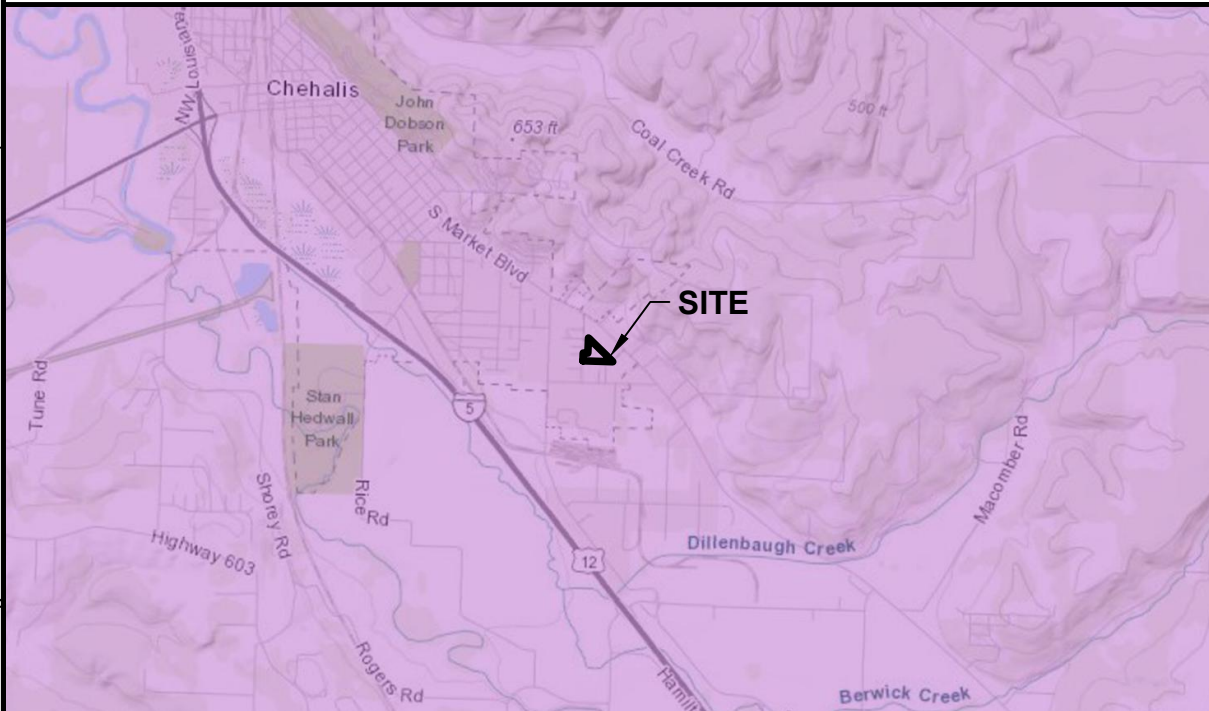 NW Louisiana
Chehalis
John
Dobson
Park
653 ft
Coal Creek Rd
500 ft
S Market Blvd
SITE
Tune Rd
Stan
Hedwall
Park
5
Shorey Rd
Rice Rd
Macomber Rd
Highway 603
Dillenbaugh Creek
12
Rogers Rd
Hamil
Berwick Creek